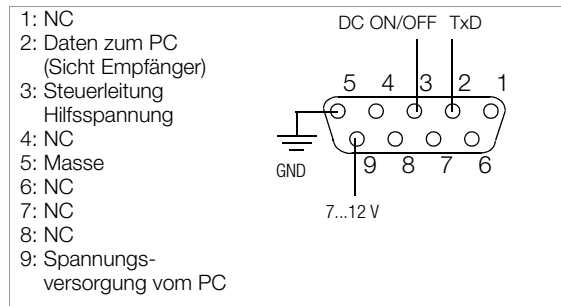 1: NC
2: Daten zum PC
(Sicht Empfänger)
3: Steuerleitung
Hilfsspannung
4: NC
5: Masse
6: NC
7: NC
8: NC
9: Spannungs-
versorgung vom PC
DC ON/OFF TxD
5 4 3 2 1
9 8 7 6
GND
7...12 V